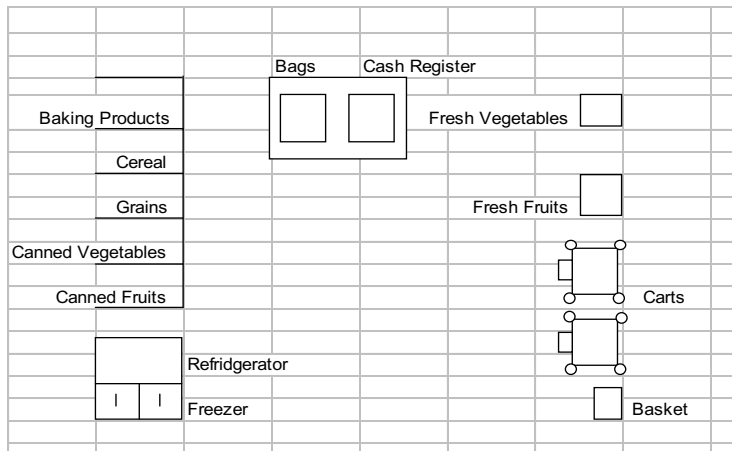 Bags
Cash Register
Baking Products
Fresh Vegetables
Cereal
Grains
Fresh Fruits
Canned Vegetables
Canned Fruits
Carts
Refridgerator
Freezer
Basket